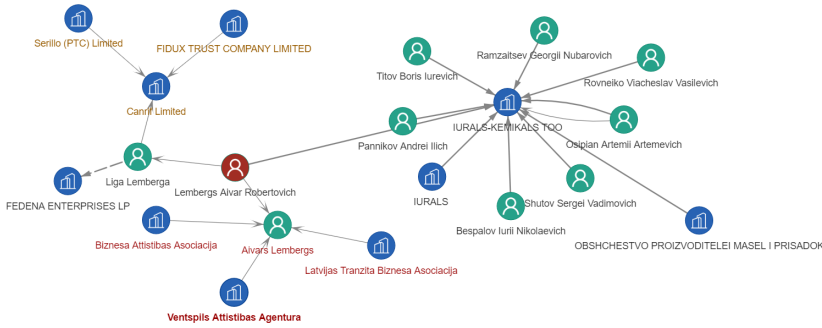 Serillo (PTC) Limited
FIDUX TRUST COMPANY LIMITED
Canrif Limited
Liga Lemberga
FEDENA ENTERPRISES LP
Lembergs Aivar Robertovich
Biznesa Attistibas Asociacija
Aivars Lembergs
Latvijas Tranzita Biznesa Asociacija
Ventspils Attistibas Agentura
Titov Boris Iurevich
Ramzaitsev Georgii Nubarovich
Rovneiko Viacheslav Vasilevich
IURALS-KEMIKALS TOO
Pannikov Andrei Ilich
Osipian Artemii Artemevich
IURALS
Shutov Sergei Vadimovich
Bespalov Iurii Nikolaevich
OBSHCHESTVO PROIZVODITELEI MASEL I PRISADOK